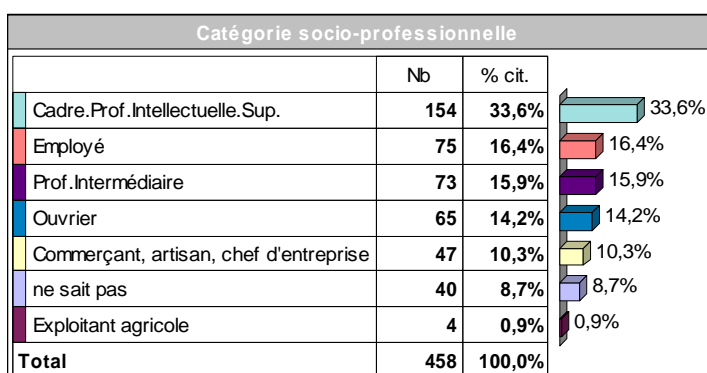 Catégorie socio-professionnelle
Nb % cit.
Cadre.Prof.Intellectuelle.Sup. 154 33,6% 33,6%
Employé 75 16,4% 16,4%
Prof.Intermédiaire 73 15,9% 15,9%
Ouvrier 65 14,2% 14,2%
Commerçant, artisan, chef d'entreprise 47 10,3% 10,3%
ne sait pas 40 8,7% 8,7%
Exploitant agricole 4 0,9% 0,9%
Total 458 100,0%